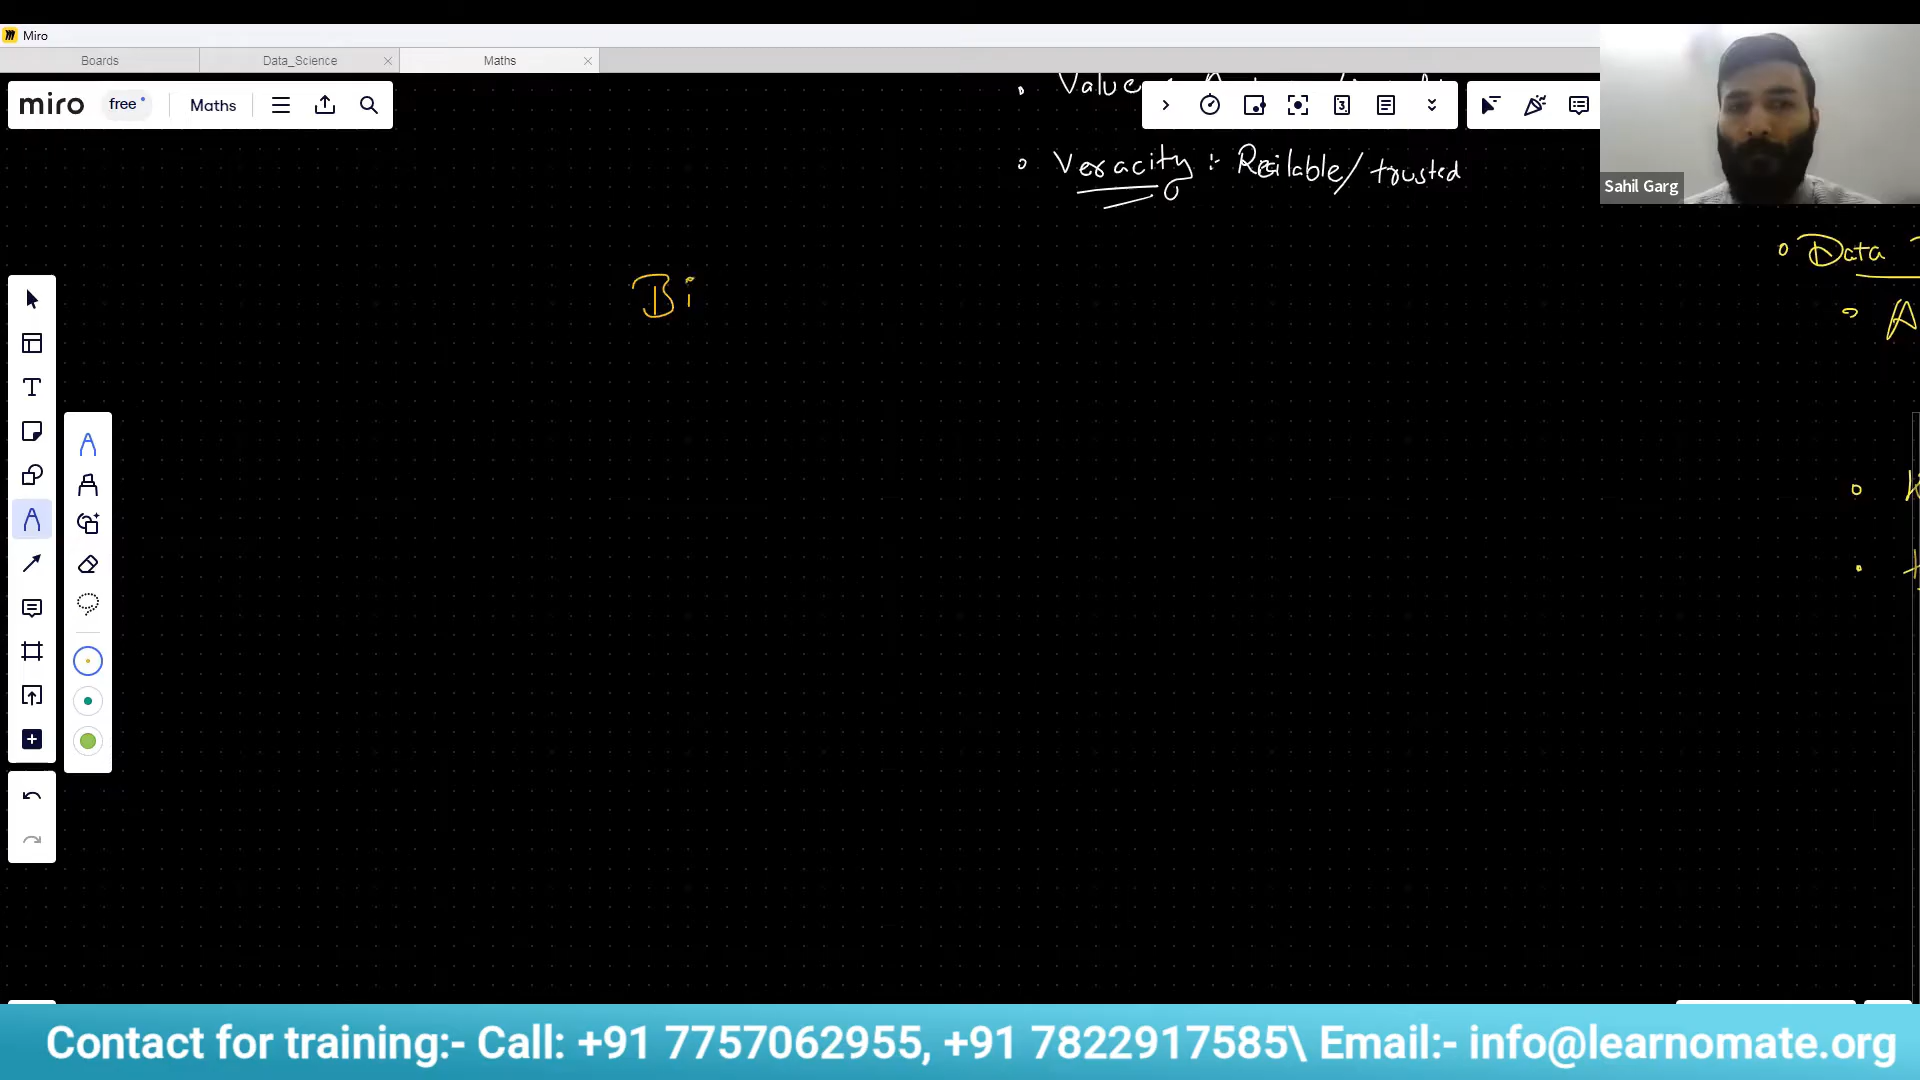 Miro
Boards
Data_Science
Maths
miro
free
Maths
3
Value
Veracity :- Reilable/ trusted
Sahil Garg
Data
A
Bi
Contact for training:- Call: +91 7757062955, +91 7822917585\ Email:- info@learnomate.org